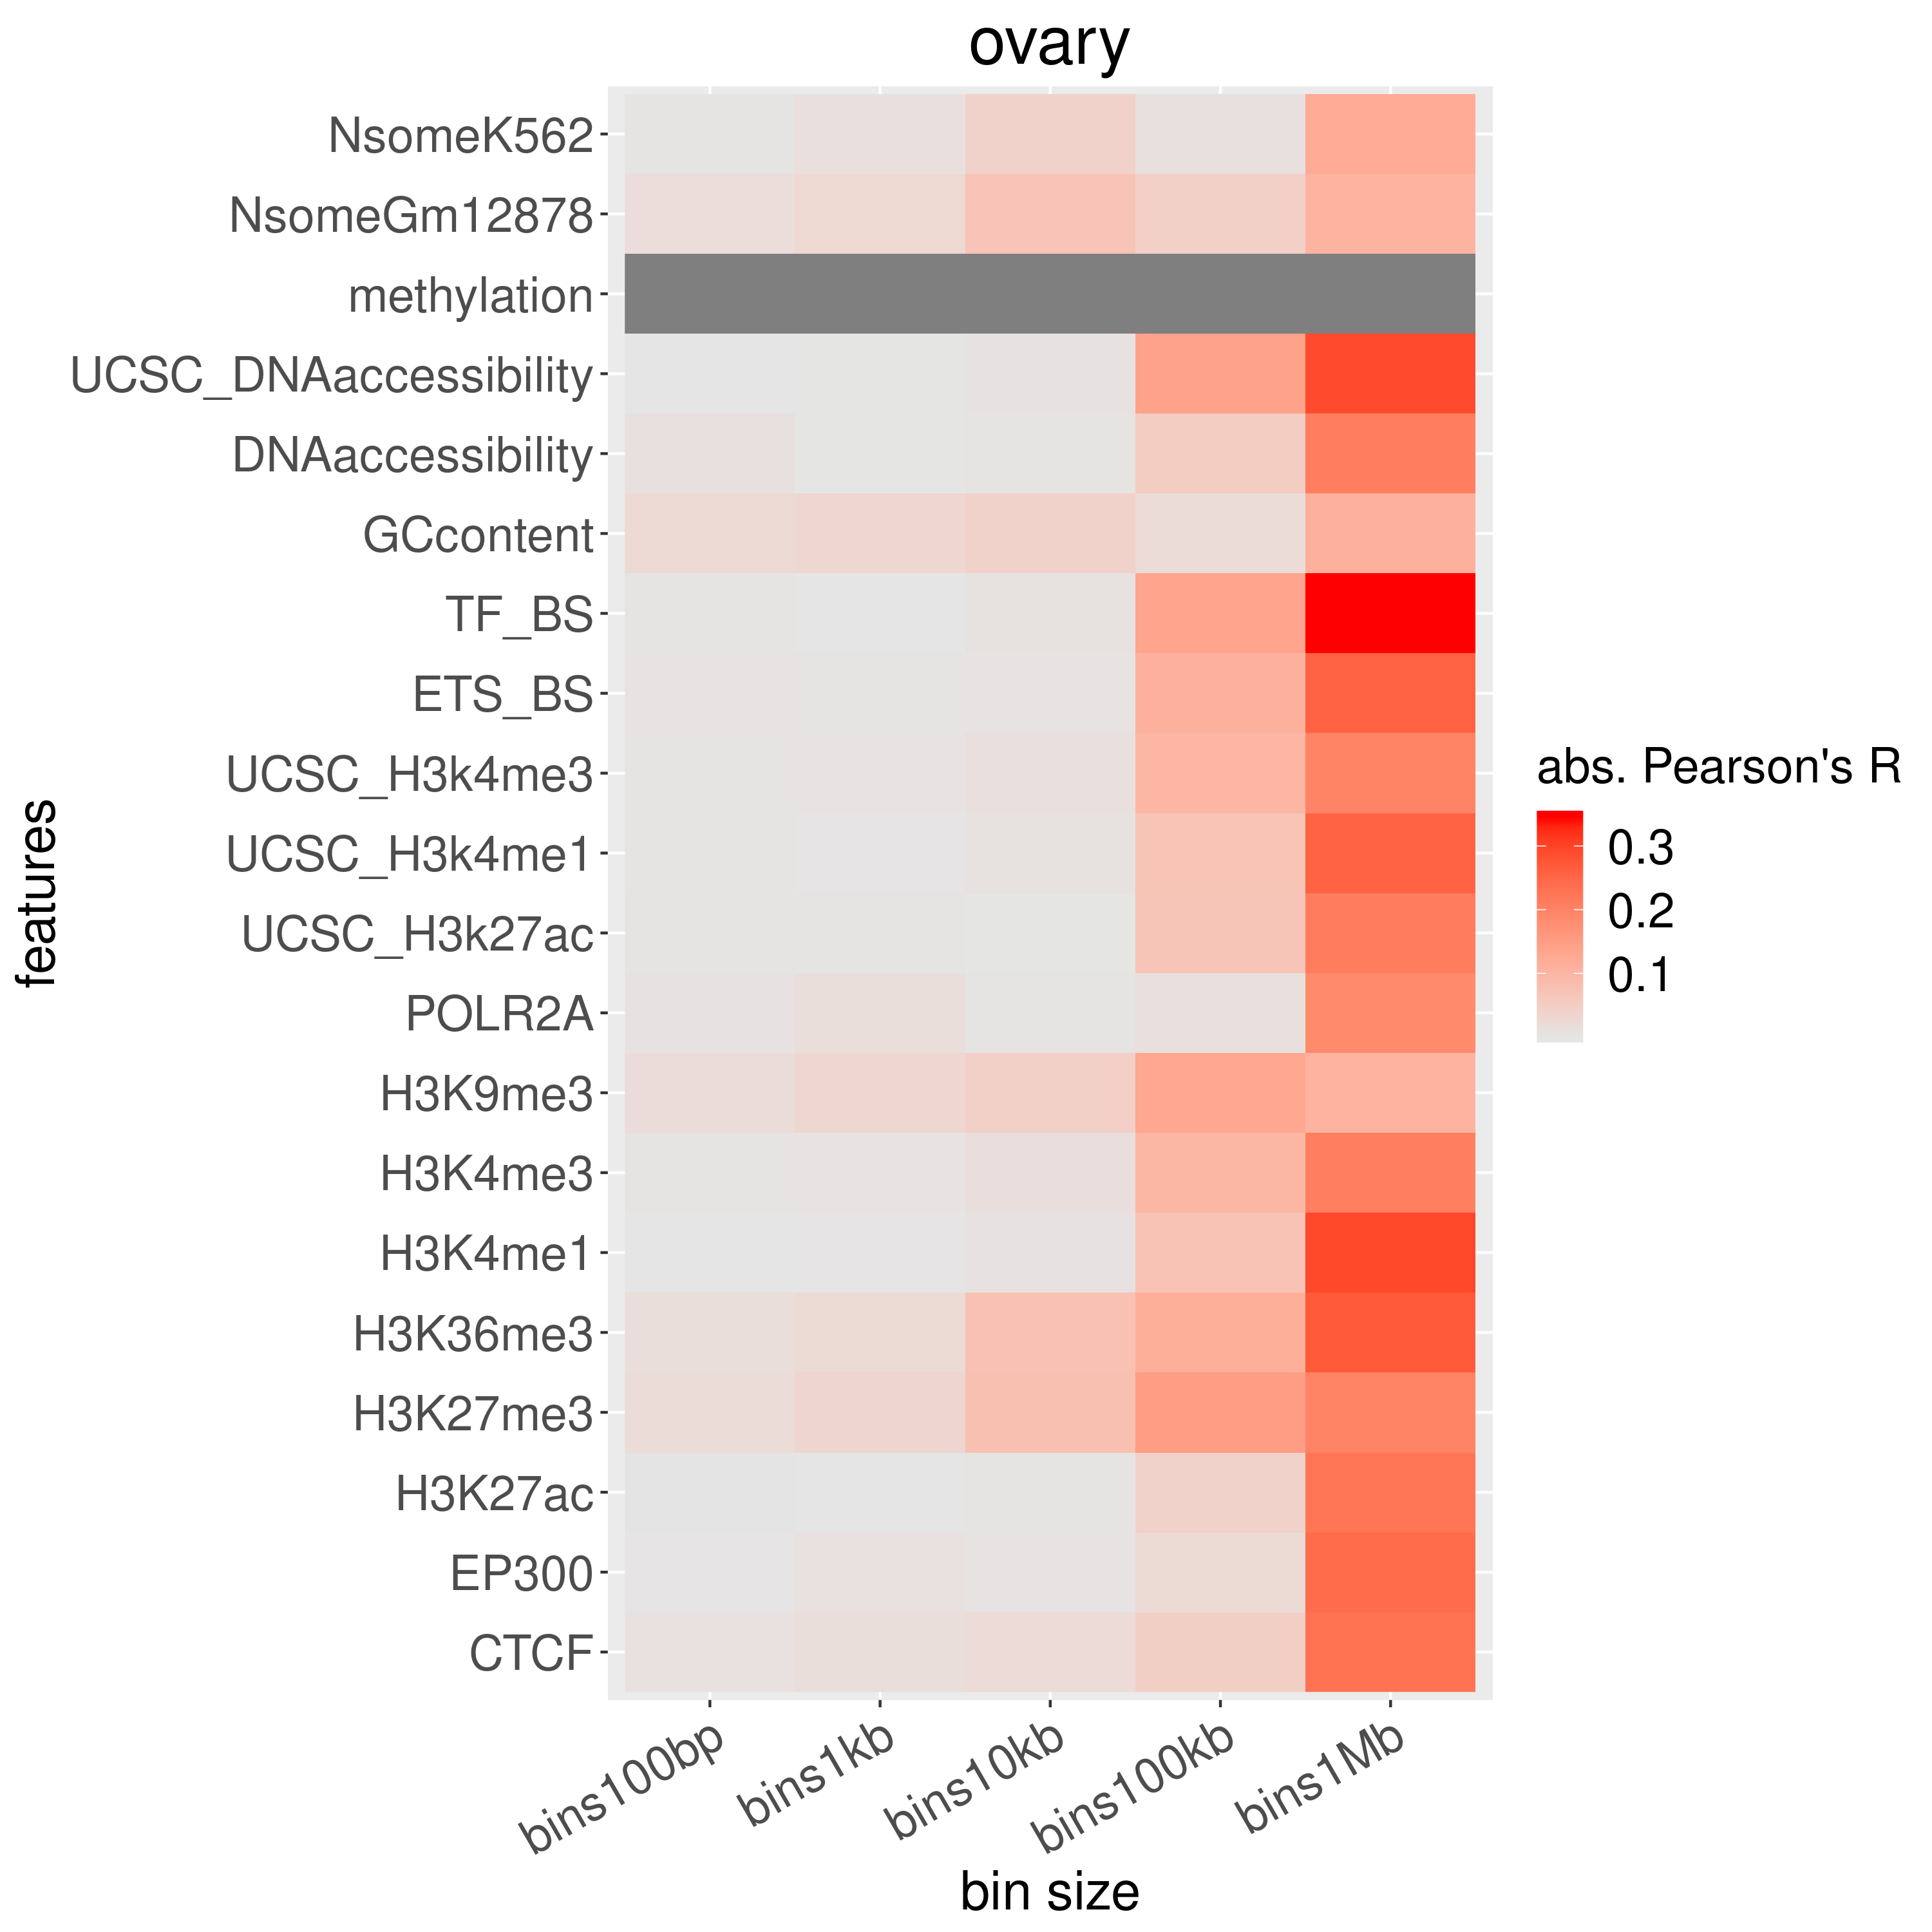 ovary
features
NsomeK562
NsomeGm12878
methylation
UCSC_DNAaccessibility
DNAaccessibility
GCcontent
TF_BS
ETS_BS
UCSC_H3k4me3
UCSC_H3k4me1
UCSC_H3k27ac
POLR2A
H3K9me3
H3K4me3
H3K4me1
H3K36me3
H3K27me3
H3K27ac
EP300
CTCF
bins100bp
bins1kb
bins10kb
bins100kb
bins1Mb
bin size
abs. Pearson's R
0.3
0.2
0.1